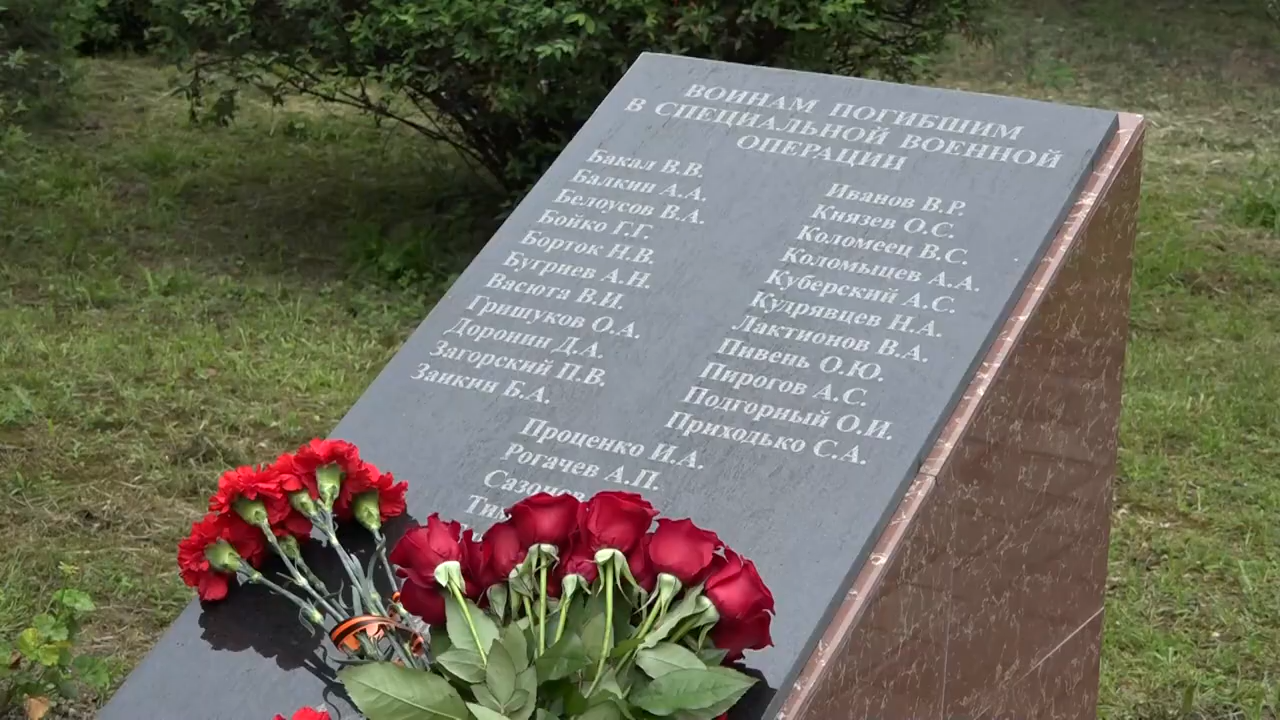 ВОИНАМ ПОГИБШИМ
В СПЕЦИАЛЬНОЙ ВОЕННОЙ
ОПЕРАЦИИ
Бакал В.В.
Балкин А.А.
Белоусов В.А.
Бойко Г.Г.
Борток Н.В.
Бугриев А.Н.
Васюта В.И.
Гришуков О.А.
Доронин Д.А.
Загорский П.В.
Заикин Б.А.
Иванов В.Р.
Князев О.С.
Коломеец В.С.
Коломыцев А.А.
Куберский А.С.
Кудрявцев Н.А.
Лактионов В.А.
Пивень О.Ю.
Пирогов А.С.
Подгорный О.И.
Приходько С.А.
Проценко И.А.
Рогачев А.П.